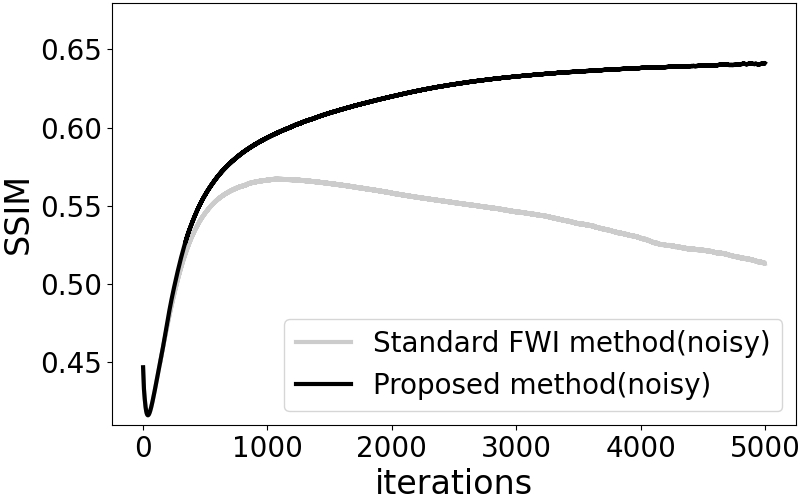 0.65
0.60
0.55
0.50
0.45
SSIM
Standard FWI method(noisy)
Proposed method(noisy)
0 1000 2000 3000 4000 5000
iterations